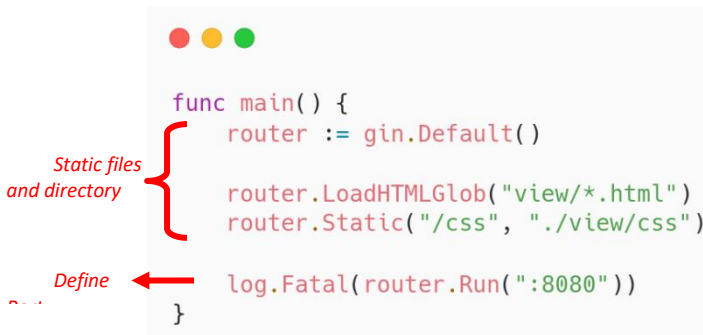 func main() {
router := gin.Default()
Static files
and directory
router.LoadHTMLGlob("view/*.html")
router.Static("/css", "./view/css")
Define
log.Fatal(router.Run(":8080"))
}